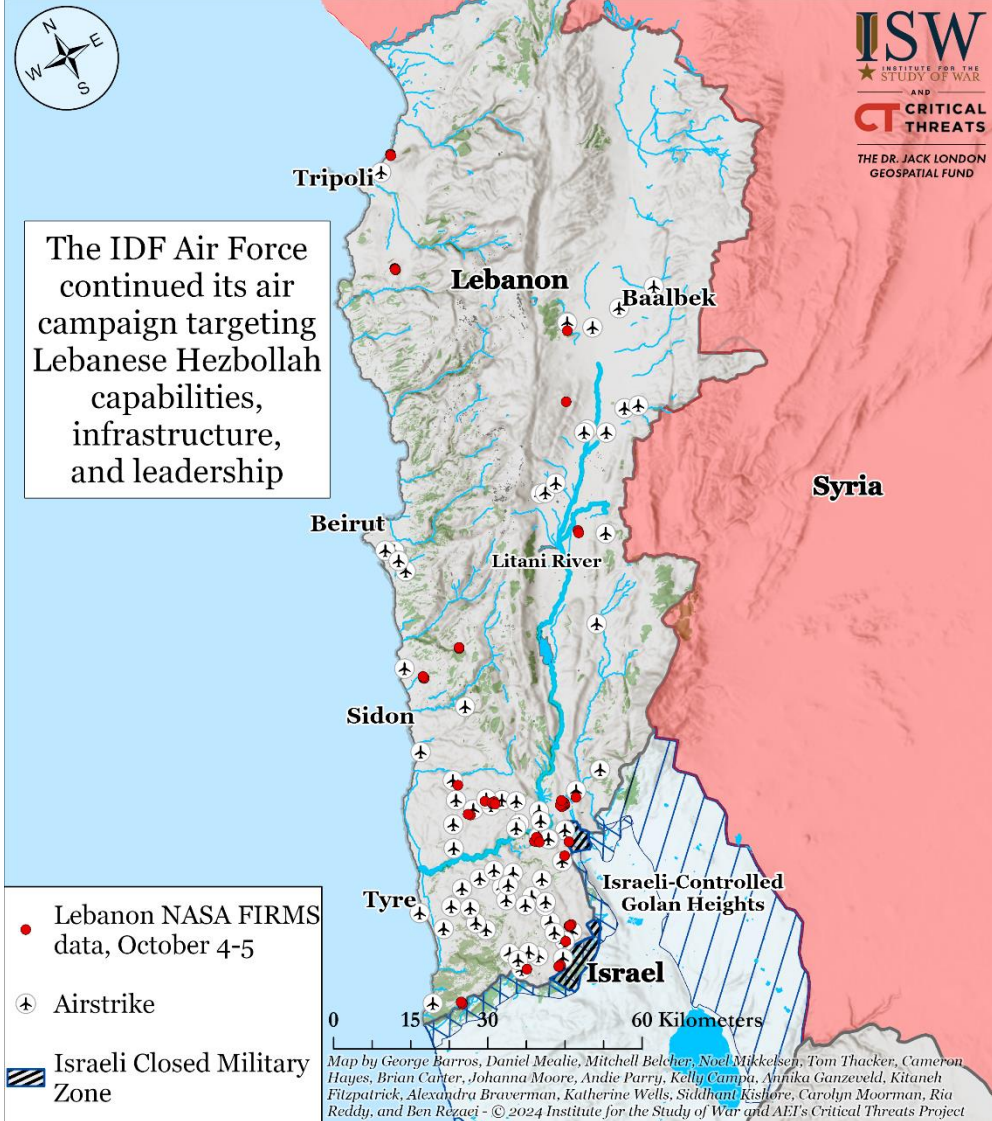 N
E
W
S
ISW
INSTITUTE FOR THE
STUDY OF WAR
AND
CT CRITICAL
THREATS
THE DR. JACK LONDON
GEOSPATIAL FUND
Tripoli
The IDF Air Force
continued its air
campaign targeting
Lebanese Hezbollah
capabilities,
infrastructure,
and leadership
Lebanon
Baalbek
Syria
Beirut
Litani River
Sidon
Tyre
Israeli-Controlled
Golan Heights
Israel
Lebanon NASA FIRMS
data, October 4-5
Airstrike
Israeli Closed Military
Zone
0 15 30 60 Kilometers
Map by George Barros, Daniel Mealie, Mitchell Belcher, Noel Mikkelsen, Tom Thacker, Cameron
Hayes, Brian Carter, Johanna Moore, Andie Parry, Kelly Campa, Annika Ganzeveld, Kitaneh
Fitzpatrick, Alexandra Braverman, Katherine Wells, Siddhant Kishore, Carolyn Moorman, Ria
Reddy, and Ben Rezaei - © 2024 Institute for the Study of War and AEI's Critical Threats Project